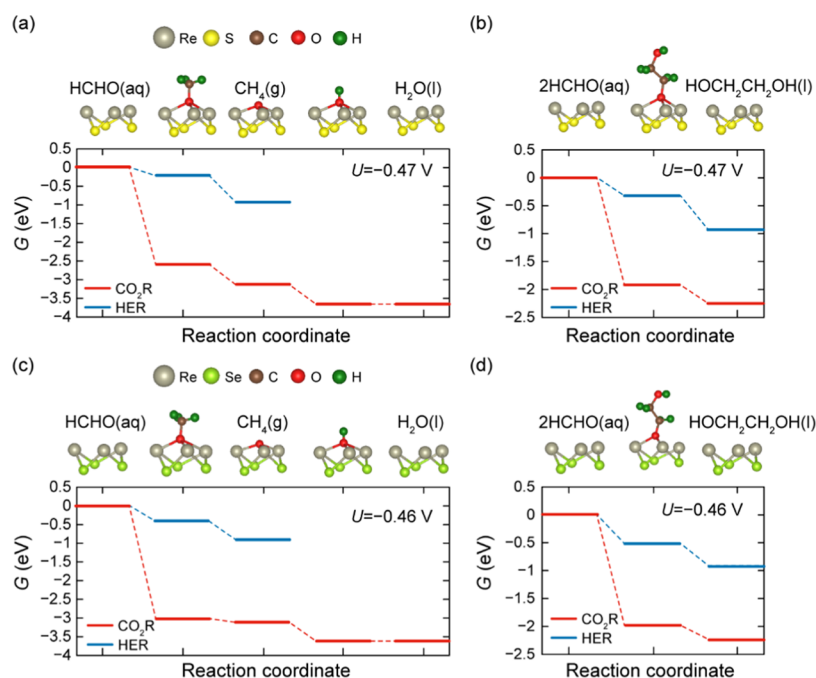 (a)
Re S C O H
HCHO(aq) CH₄(g) H₂O(l)
0.5
0
−0.5
−1
−1.5
−2
−2.5
−3
−3.5
−4
G (eV)
U=−0.47 V
CO₂R
HER
Reaction coordinate
(b)
2HCHO(aq) HOCH₂CH₂OH(l)
0.5
0
−0.5
−1
−1.5
−2
−2.5
G (eV)
U=−0.47 V
CO₂R
HER
Reaction coordinate
(c)
Re Se C O H
HCHO(aq) CH₄(g) H₂O(l)
0.5
0
−0.5
−1
−1.5
−2
−2.5
−3
−3.5
−4
G (eV)
U=−0.46 V
CO₂R
HER
Reaction coordinate
(d)
2HCHO(aq) HOCH₂CH₂OH(l)
0.5
0
−0.5
−1
−1.5
−2
−2.5
G (eV)
U=−0.46 V
CO₂R
HER
Reaction coordinate